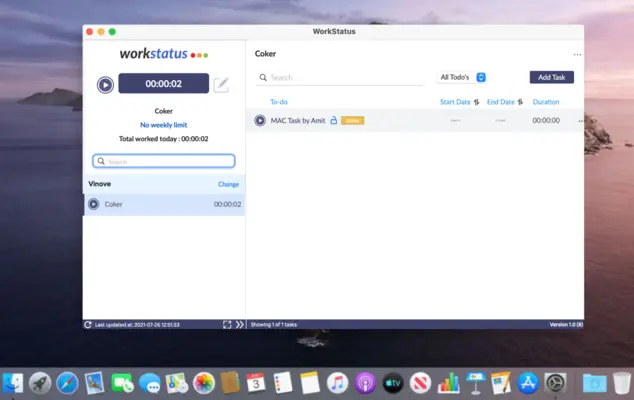 WorkStatus
workstatus
00:00:02
Coker
No weekly limit
Total worked today : 00:00:02
Search
Vinove
Change
Coker
00:00:02
Last updated at: 2021-07-26 12:51:33
Coker
...
Search
All Todo's
Add Task
To-do
Start Date
End Date
Duration
MAC Task by Amit
00:00:00
Showing 1 of 1 tasks
Version 1.0 (8)
3
tv